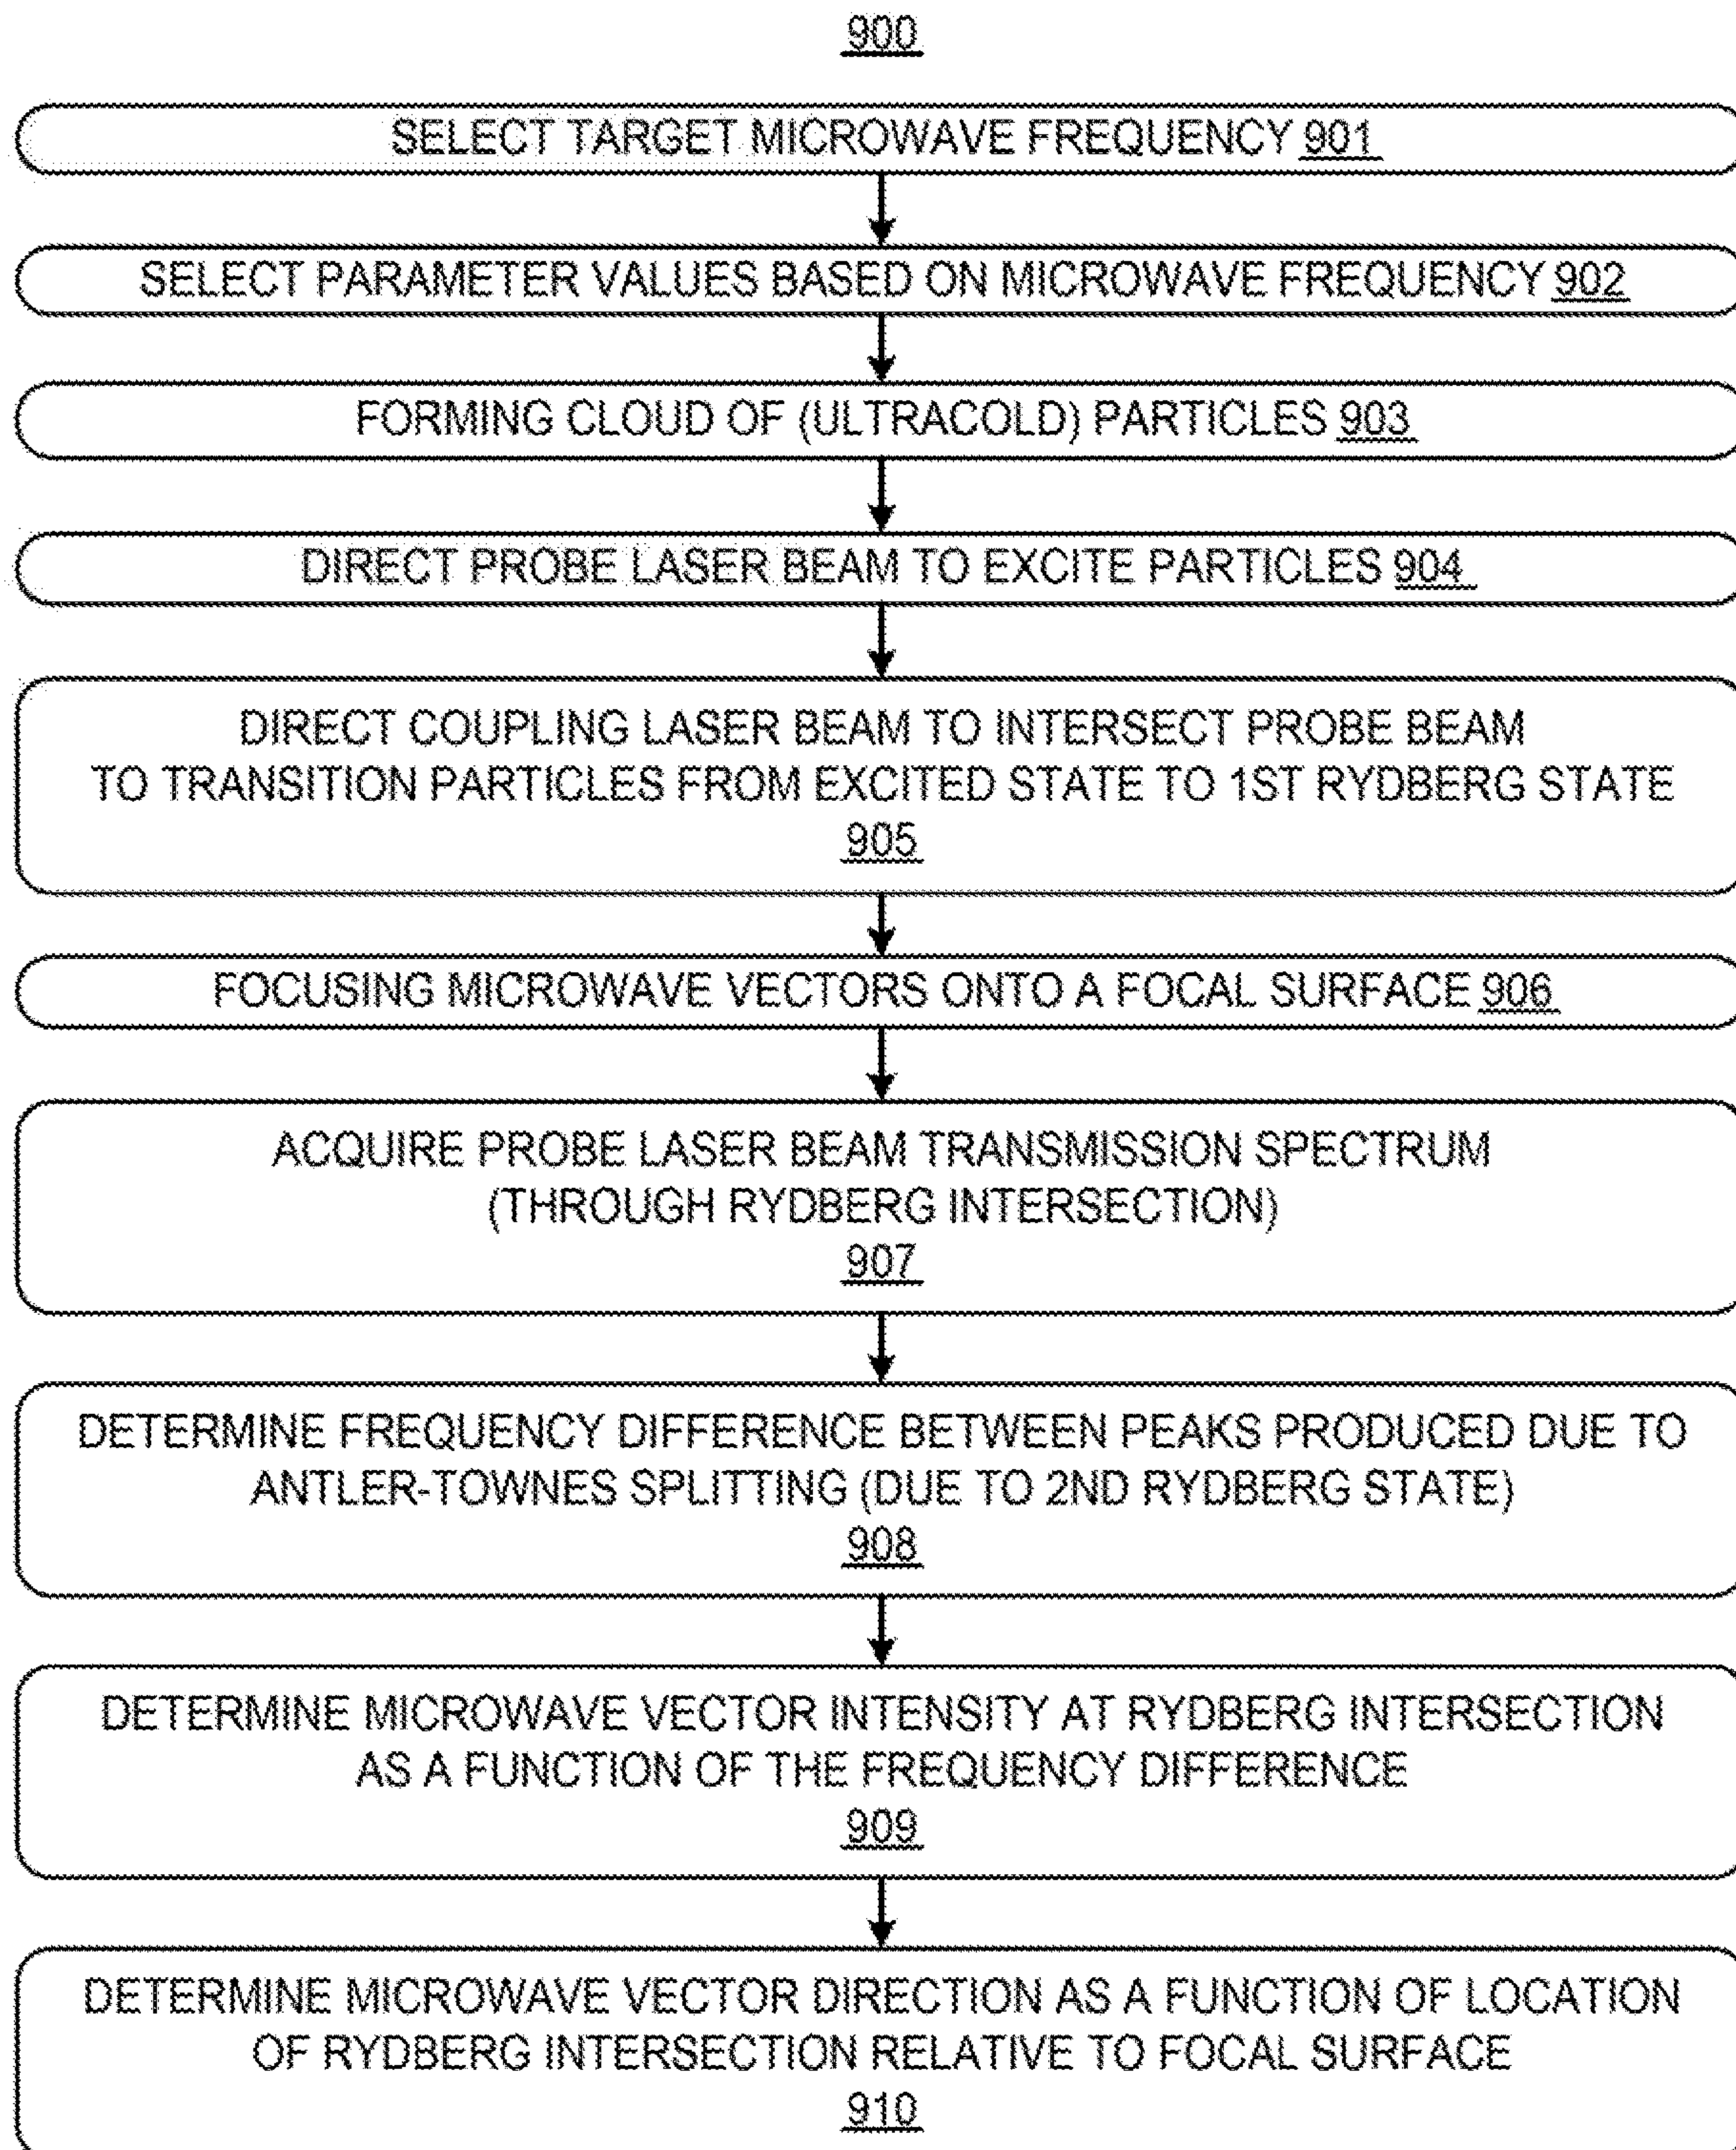 900
SELECT TARGET MICROWAVE FREQUENCY 901
SELECT PARAMETER VALUES BASED ON MICROWAVE FREQUENCY 902
FORMING CLOUD OF (ULTRACOLD) PARTICLES 903
DIRECT PROBE LASER BEAM TO EXCITE PARTICLES 904
DIRECT COUPLING LASER BEAM TO INTERSECT PROBE BEAM
TO TRANSITION PARTICLES FROM EXCITED STATE TO 1ST RYDBERG STATE
905
FOCUSING MICROWAVE VECTORS ONTO A FOCAL SURFACE 906
ACQUIRE PROBE LASER BEAM TRANSMISSION SPECTRUM
(THROUGH RYDBERG INTERSECTION)
907
DETERMINE FREQUENCY DIFFERENCE BETWEEN PEAKS PRODUCED DUE TO
ANTLER-TOWNES SPLITTING (DUE TO 2ND RYDBERG STATE)
908
DETERMINE MICROWAVE VECTOR INTENSITY AT RYDBERG INTERSECTION
AS A FUNCTION OF THE FREQUENCY DIFFERENCE
909
DETERMINE MICROWAVE VECTOR DIRECTION AS A FUNCTION OF LOCATION
OF RYDBERG INTERSECTION RELATIVE TO FOCAL SURFACE
910